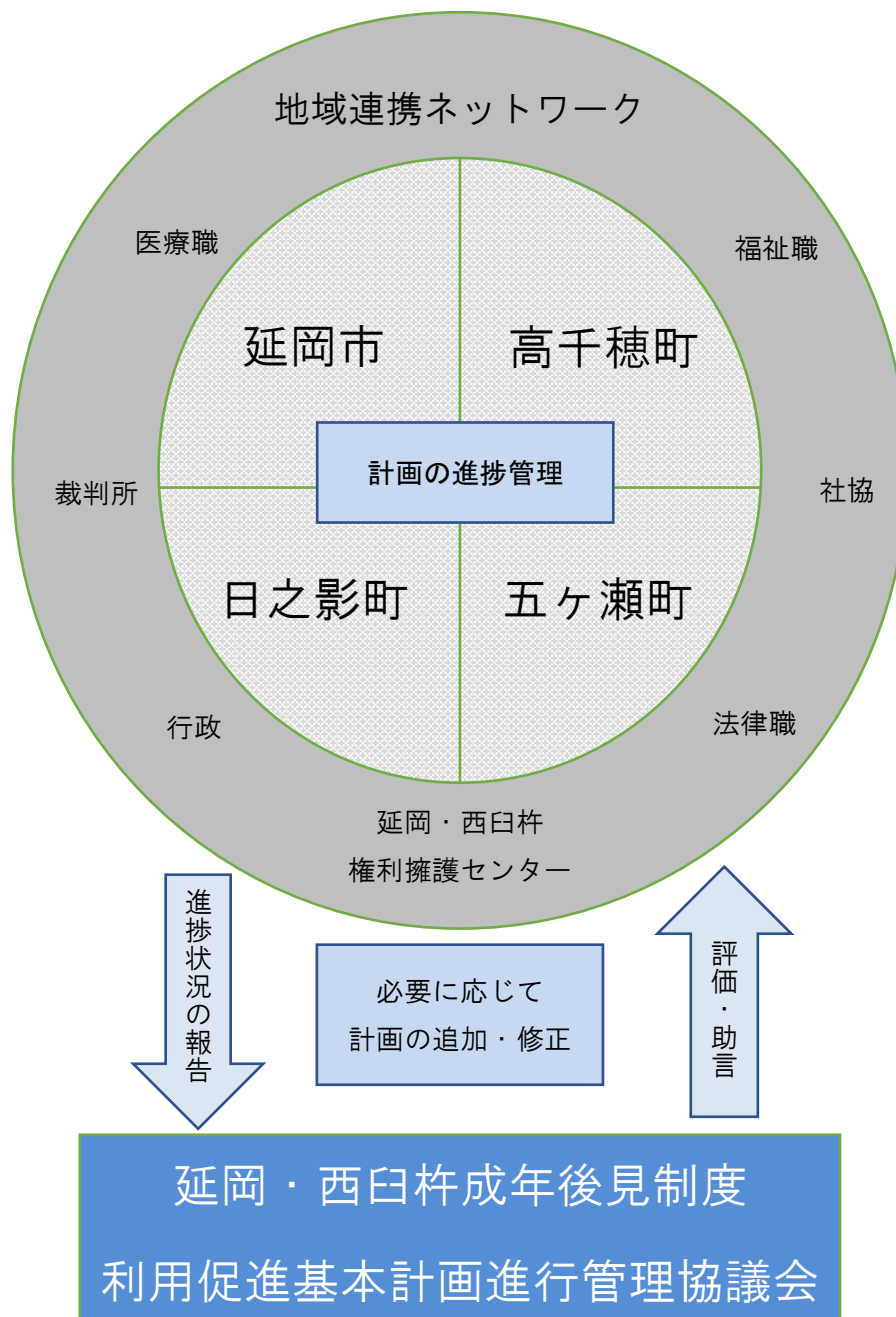 地域連携ネットワーク
医療職
福祉職
延岡市
高千穂町
計画の進捗管理
裁判所
社協
日之影町
五ヶ瀬町
行政
法律職
延岡・西臼杵
権利擁護センター
進捗状況の報告
必要に応じて
計画の追加・修正
評価・助言
延岡・西臼杵成年後見制度
利用促進基本計画進行管理協議会